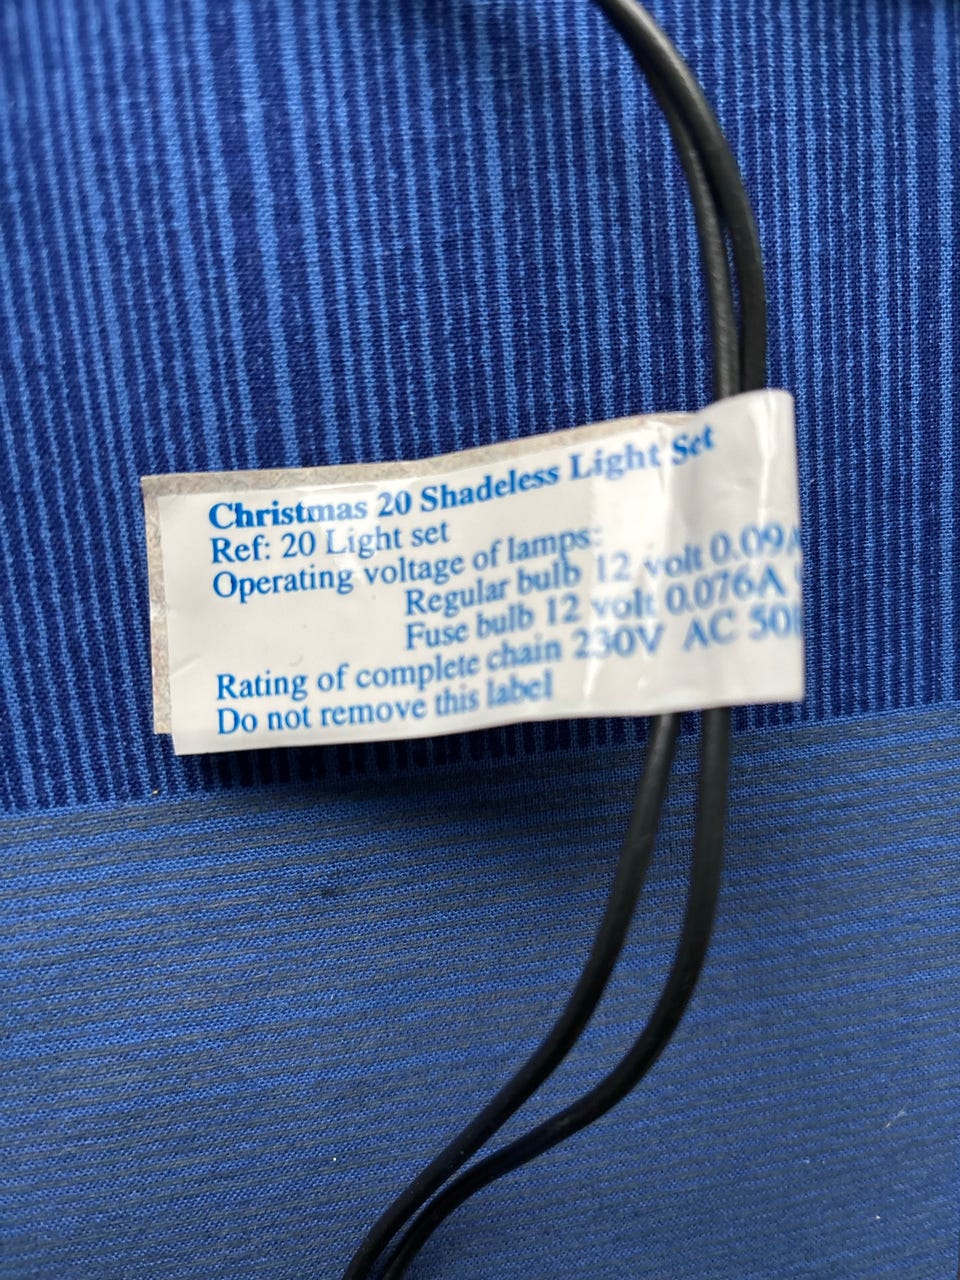 Christmas 20 Shadeless Light Set
Ref: 20 Light set
Operating voltage of lamps:
Regular bulb 12 volt 0.09A
Fuse bulb 12 volt 0.076A
Rating of complete chain 230V AC 50
Do not remove this label